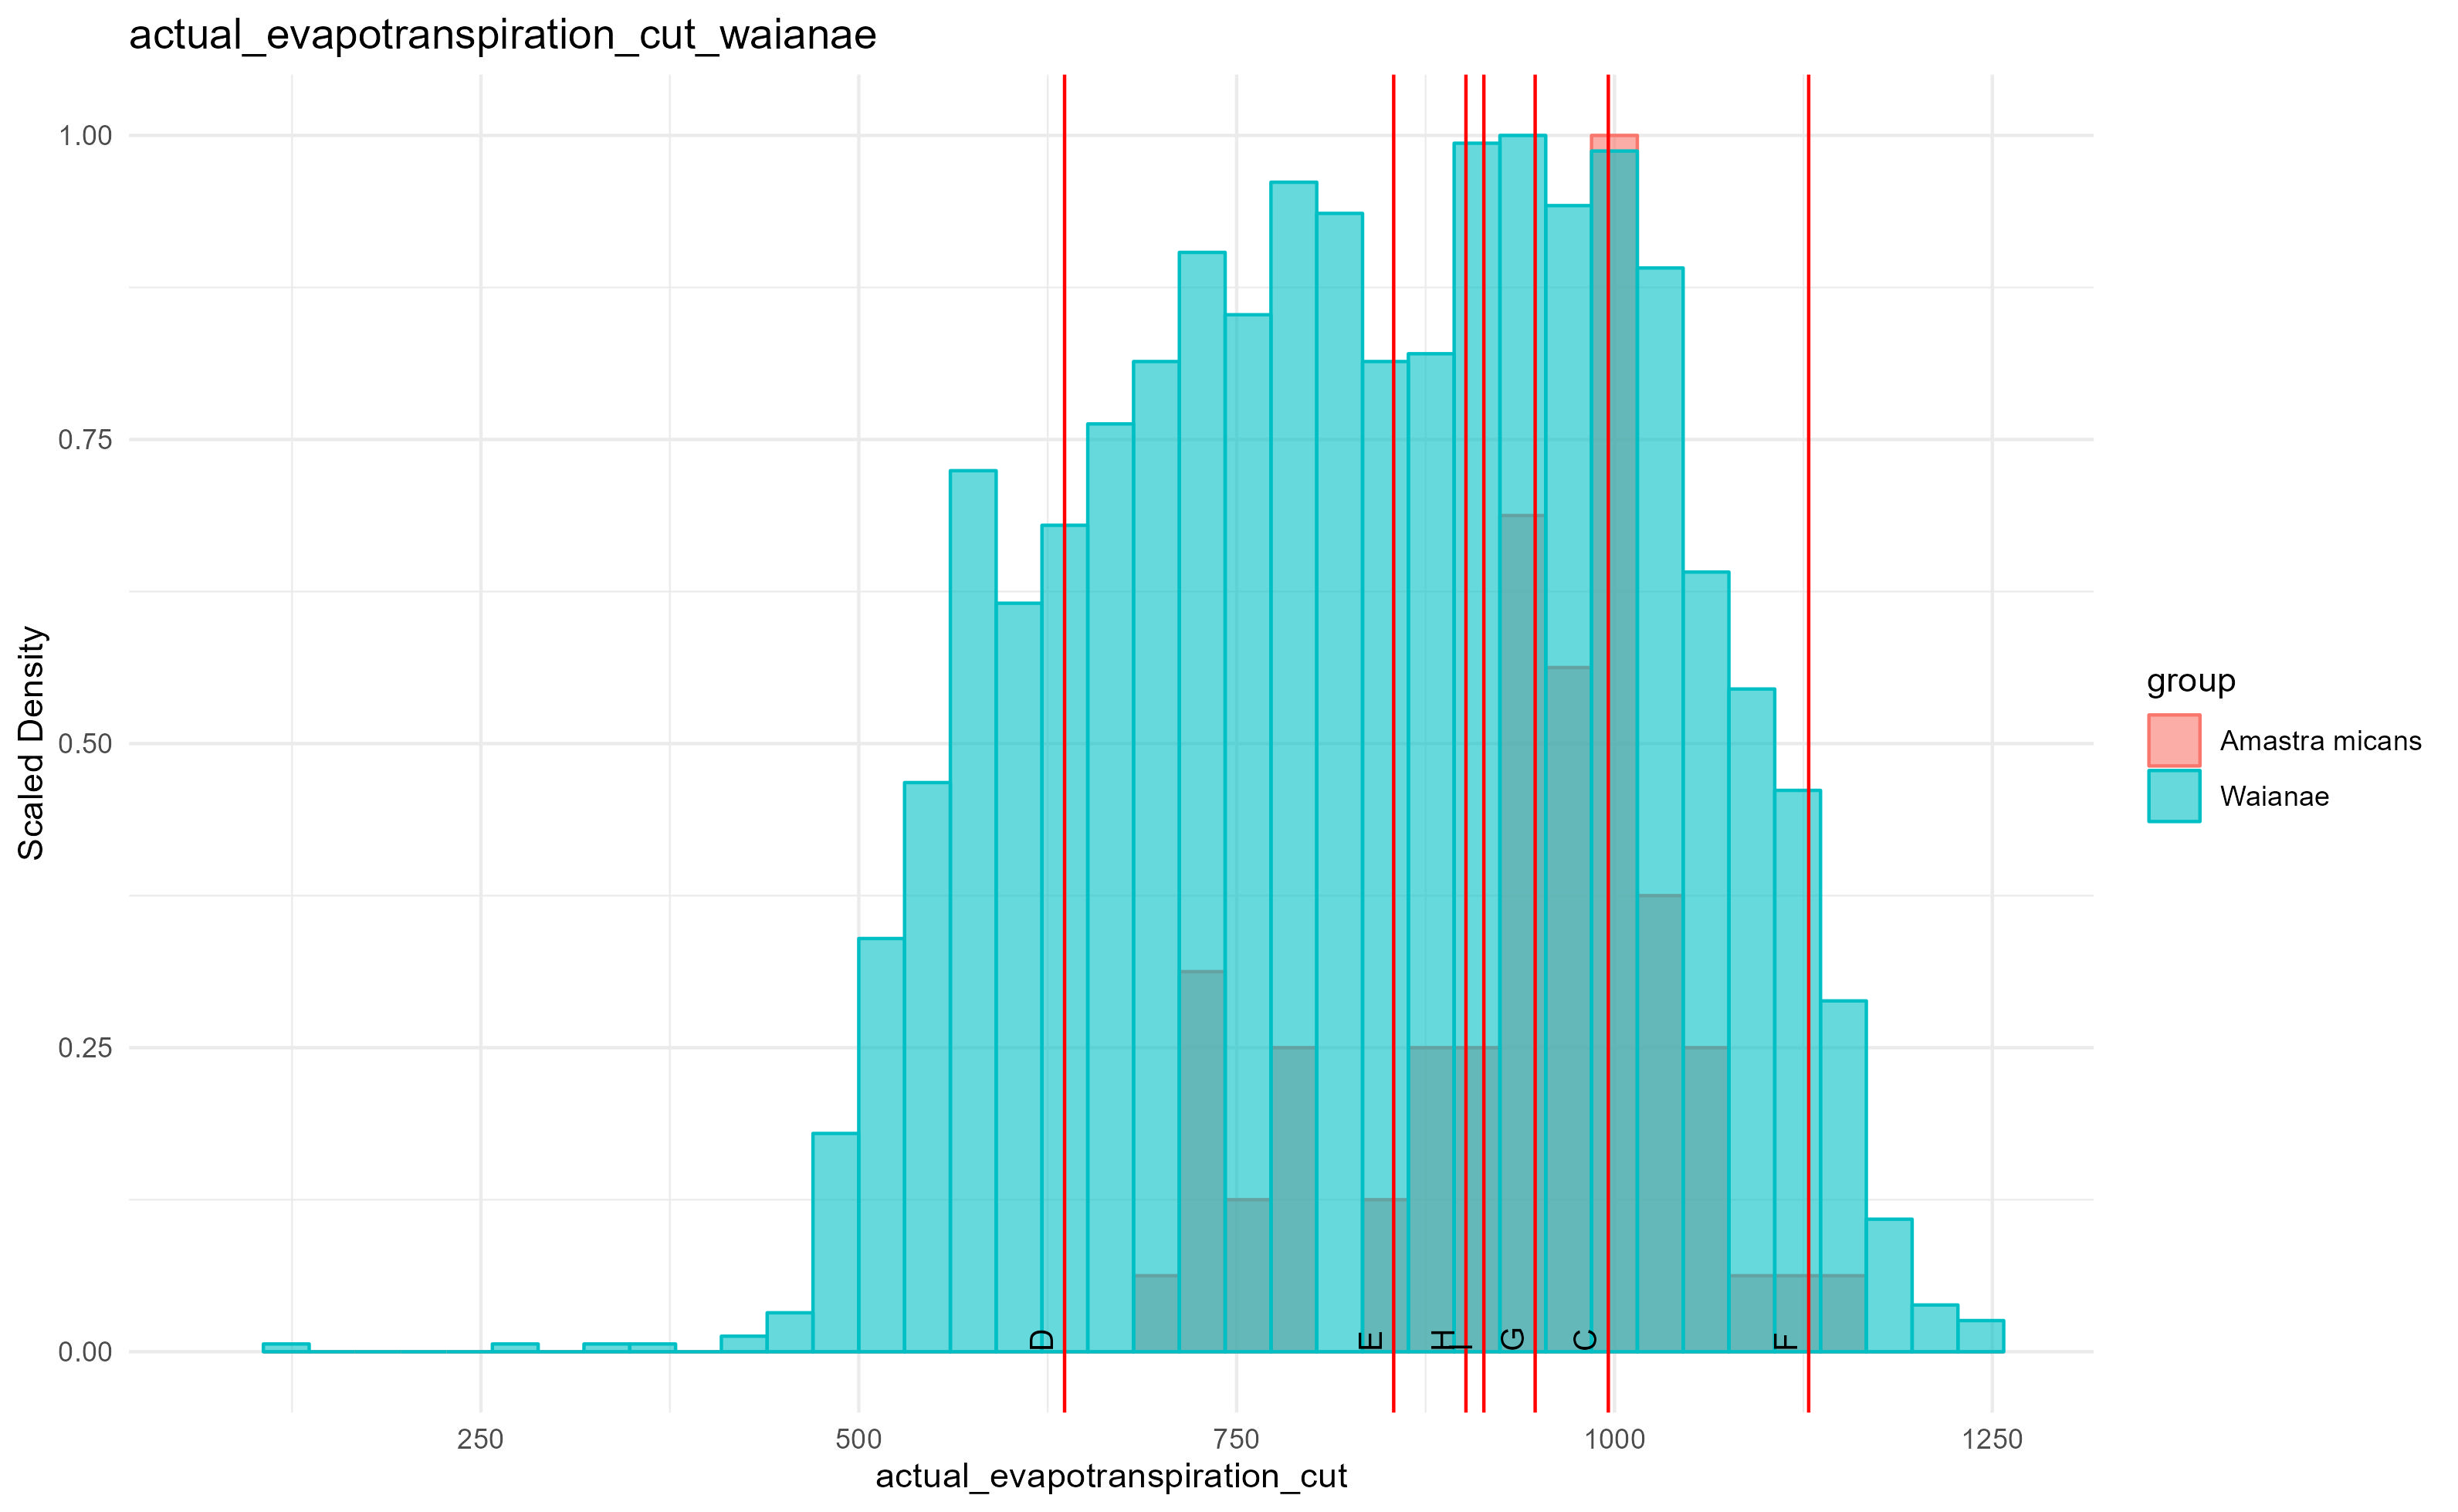 actual_evapotranspiration_cut_waianae
Scaled Density
1.00
0.75
0.50
0.25
0.00
D
E
H
I
G
C
F
250
500
750
1000
1250
actual_evapotranspiration_cut
group
Amastra micans
Waianae